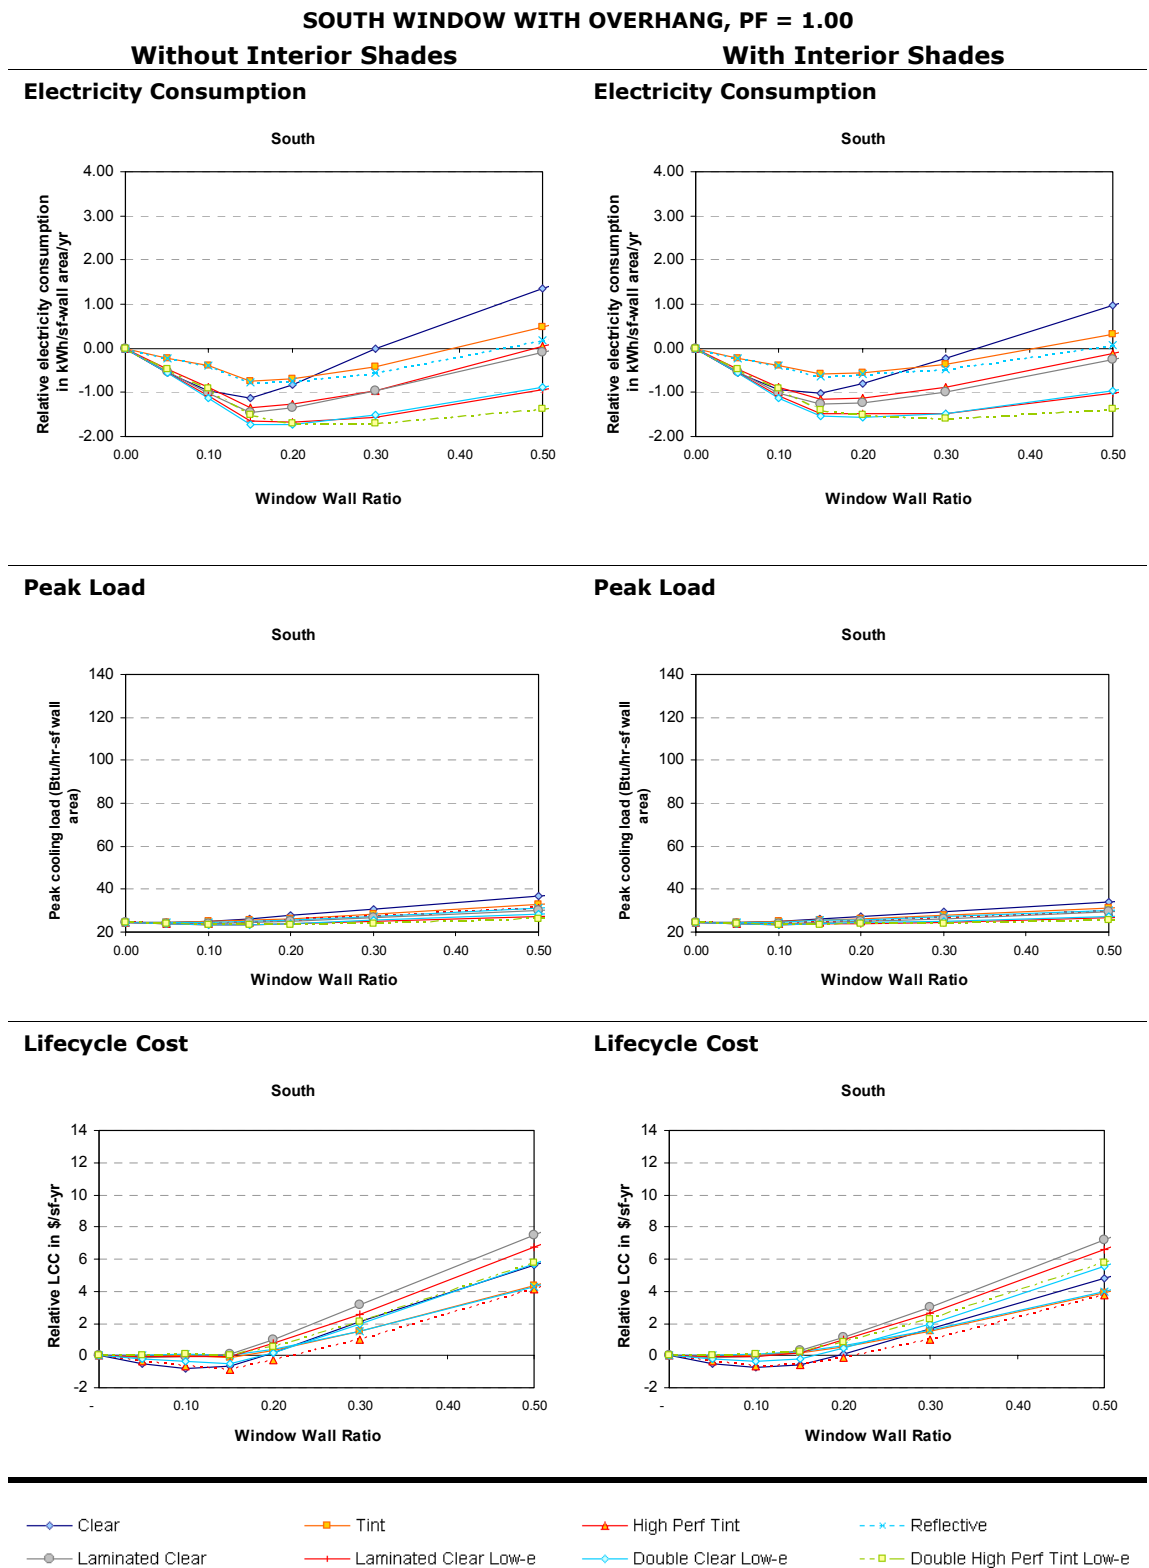 SOUTH WINDOW WITH OVERHANG, PF = 1.00
Without Interior Shades
With Interior Shades
Electricity Consumption
Electricity Consumption
South
Relative electricity consumption
in kWh/sf-wall area/yr
4.00
3.00
2.00
1.00
0.00
-1.00
-2.00
0.00 0.10 0.20 0.30 0.40 0.50
Window Wall Ratio
South
Relative electricity consumption
in kWh/sf-wall area/yr
4.00
3.00
2.00
1.00
0.00
-1.00
-2.00
0.00 0.10 0.20 0.30 0.40 0.50
Window Wall Ratio
Peak Load
Peak Load
South
Peak cooling load (Btu/hr-sf wall
area)
140
120
100
80
60
40
20
0.00 0.10 0.20 0.30 0.40 0.50
Window Wall Ratio
South
Peak cooling load (Btu/hr-sf wall
area)
140
120
100
80
60
40
20
0.00 0.10 0.20 0.30 0.40 0.50
Window Wall Ratio
Lifecycle Cost
Lifecycle Cost
South
Relative LCC in $/sf-yr
14
12
10
8
6
4
2
0
-2
- 0.10 0.20 0.30 0.40 0.50
Window Wall Ratio
South
Relative LCC in $/sf-yr
14
12
10
8
6
4
2
0
-2
- 0.10 0.20 0.30 0.40 0.50
Window Wall Ratio
Clear Tint High Perf Tint Reflective
Laminated Clear Laminated Clear Low-e Double Clear Low-e Double High Perf Tint Low-e